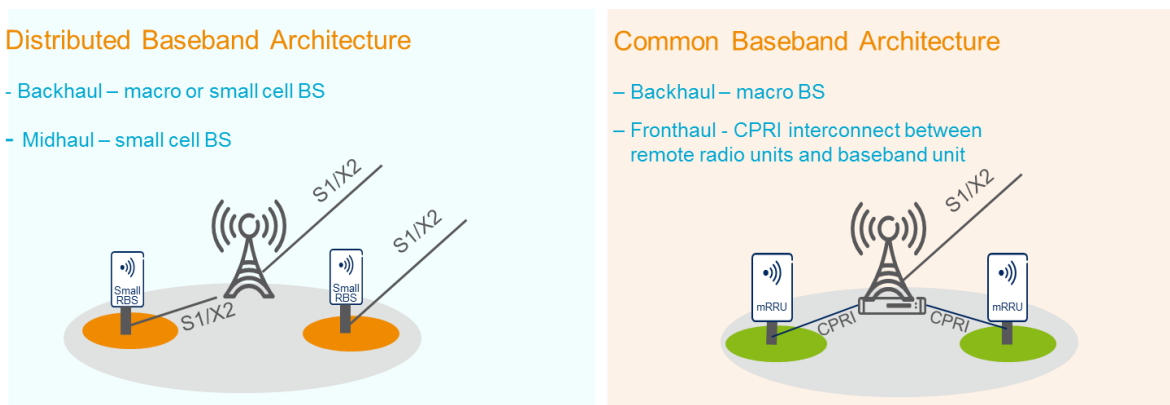 Distributed Baseband Architecture
- Backhaul – macro or small cell BS
- Midhaul – small cell BS
S1/X2
S1/X2
Small
RBS
Small
RBS
S1/X2
Common Baseband Architecture
– Backhaul – macro BS
– Fronthaul - CPRI interconnect between
remote radio units and baseband unit
S1/X2
mRRU
mRRU
CPRI
CPRI